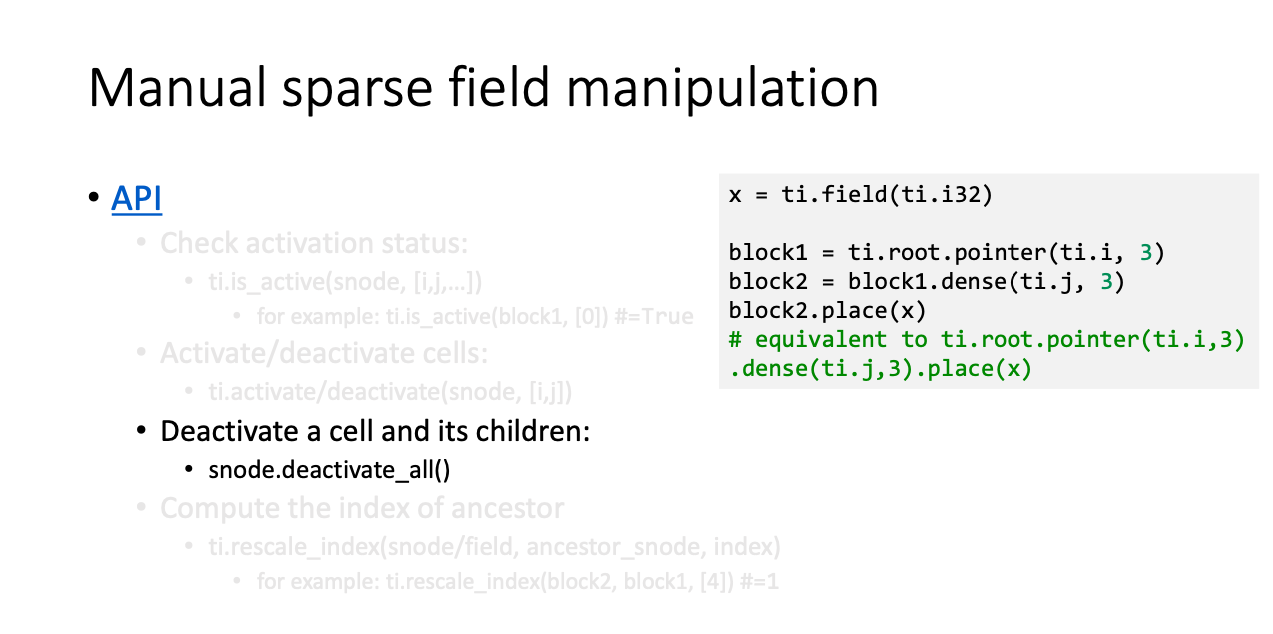 Manual sparse field manipulation
• API
• Check activation status:
• ti.is_active(snode, [i,j,...])
• for example: ti.is_active(block1, [0]) #=True
• Activate/deactivate cells:
• ti.activate/deactivate(snode, [i,j])
• Deactivate a cell and its children:
• snode.deactivate_all()
• Compute the index of ancestor
• ti.rescale_index(snode/field, ancestor_snode, index)
• for example: ti.rescale_index(block2, block1, [4]) #=1
x = ti.field(ti.i32)
block1 = ti.root.pointer(ti.i, 3)
block2 = block1.dense(ti.j, 3)
block2.place(x)
# equivalent to ti.root.pointer(ti.i,3)
.dense(ti.j,3).place(x)